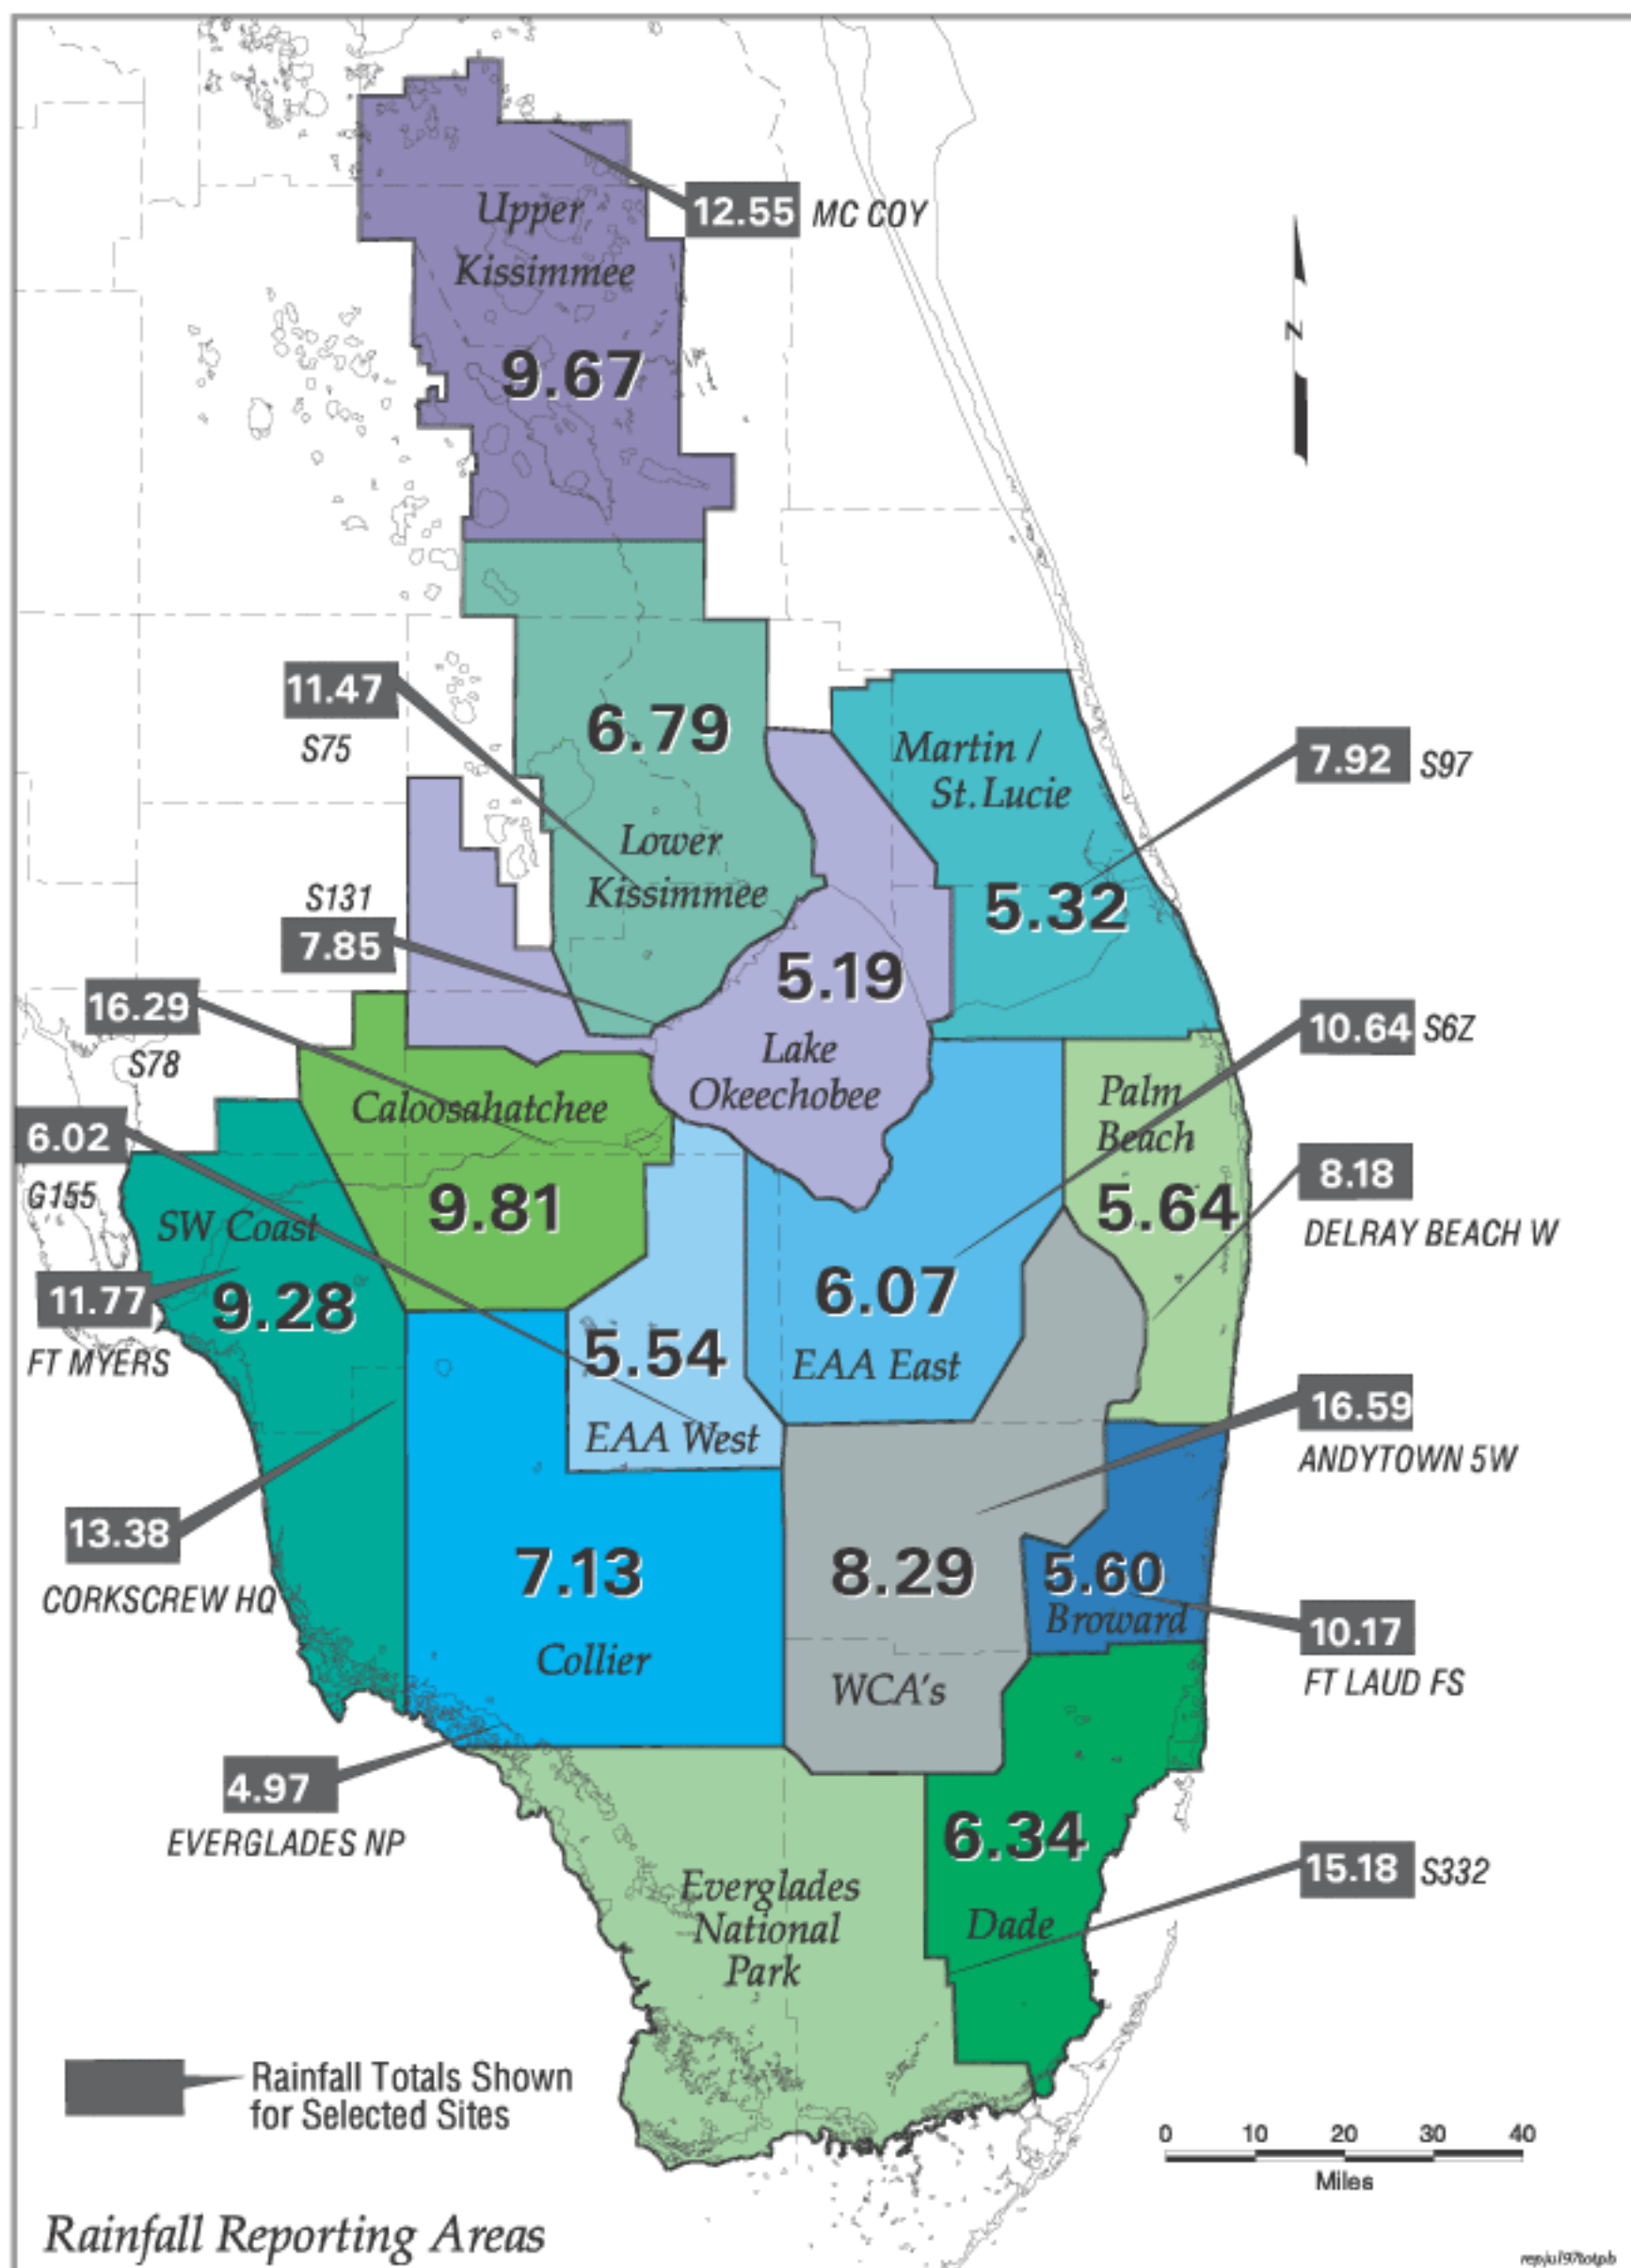 12.55 MC COY
Upper
Kissimmee
9.67
N
11.47
S75
6.79
Martin /
St. Lucie
7.92 S97
Lower
Kissimmee
5.32
S131
7.85
5.19
Lake
Okeechobee
16.29
S78
10.64 S6Z
Caloosahatchee
9.81
Palm
Beach
5.64
6.02
G155
8.18
DELRAY BEACH W
SW Coast
9.28
11.77
FT MYERS
6.07
EAA East
5.54
EAA West
16.59
ANDYTOWN 5W
13.38
CORKSCREW HQ
7.13
Collier
8.29
WCA's
5.60
Broward
10.17
FT LAUD FS
4.97
EVERGLADES NP
6.34
Dade
15.18 S332
Everglades
National
Park
Rainfall Totals Shown
for Selected Sites
0 10 20 30 40
Miles
Rainfall Reporting Areas